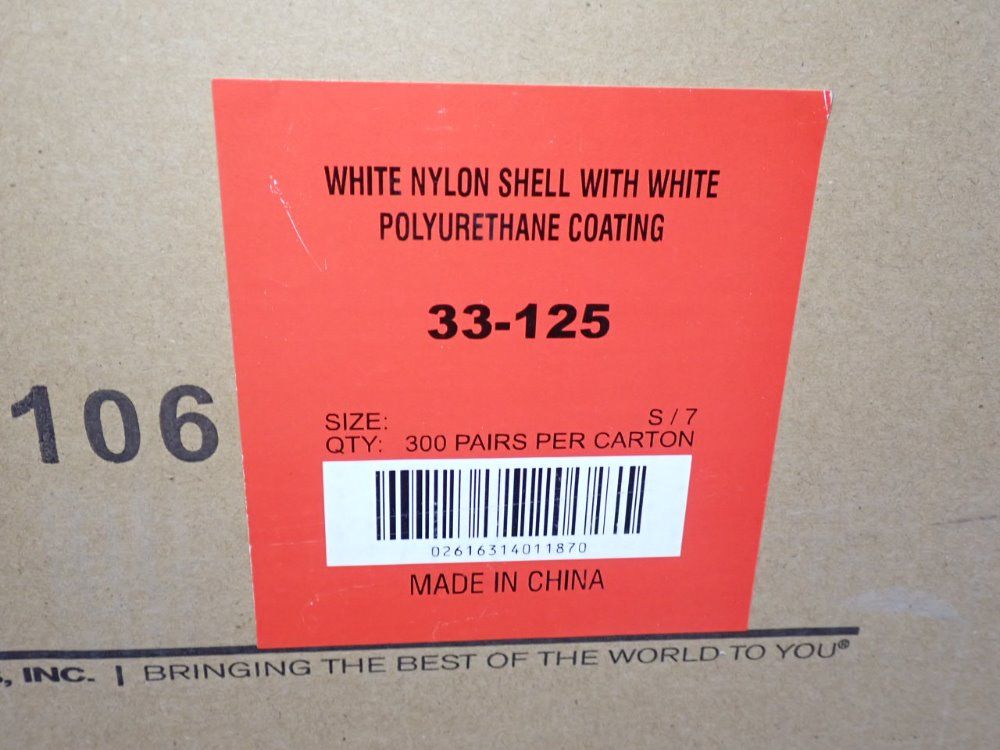 WHITE NYLON SHELL WITH WHITE
POLYURETHANE COATING
33-125
106
SIZE: S / 7
QTY: 300 PAIRS PER CARTON
02616314011870
MADE IN CHINA
, INC. | BRINGING THE BEST OF THE WORLD TO YOU®